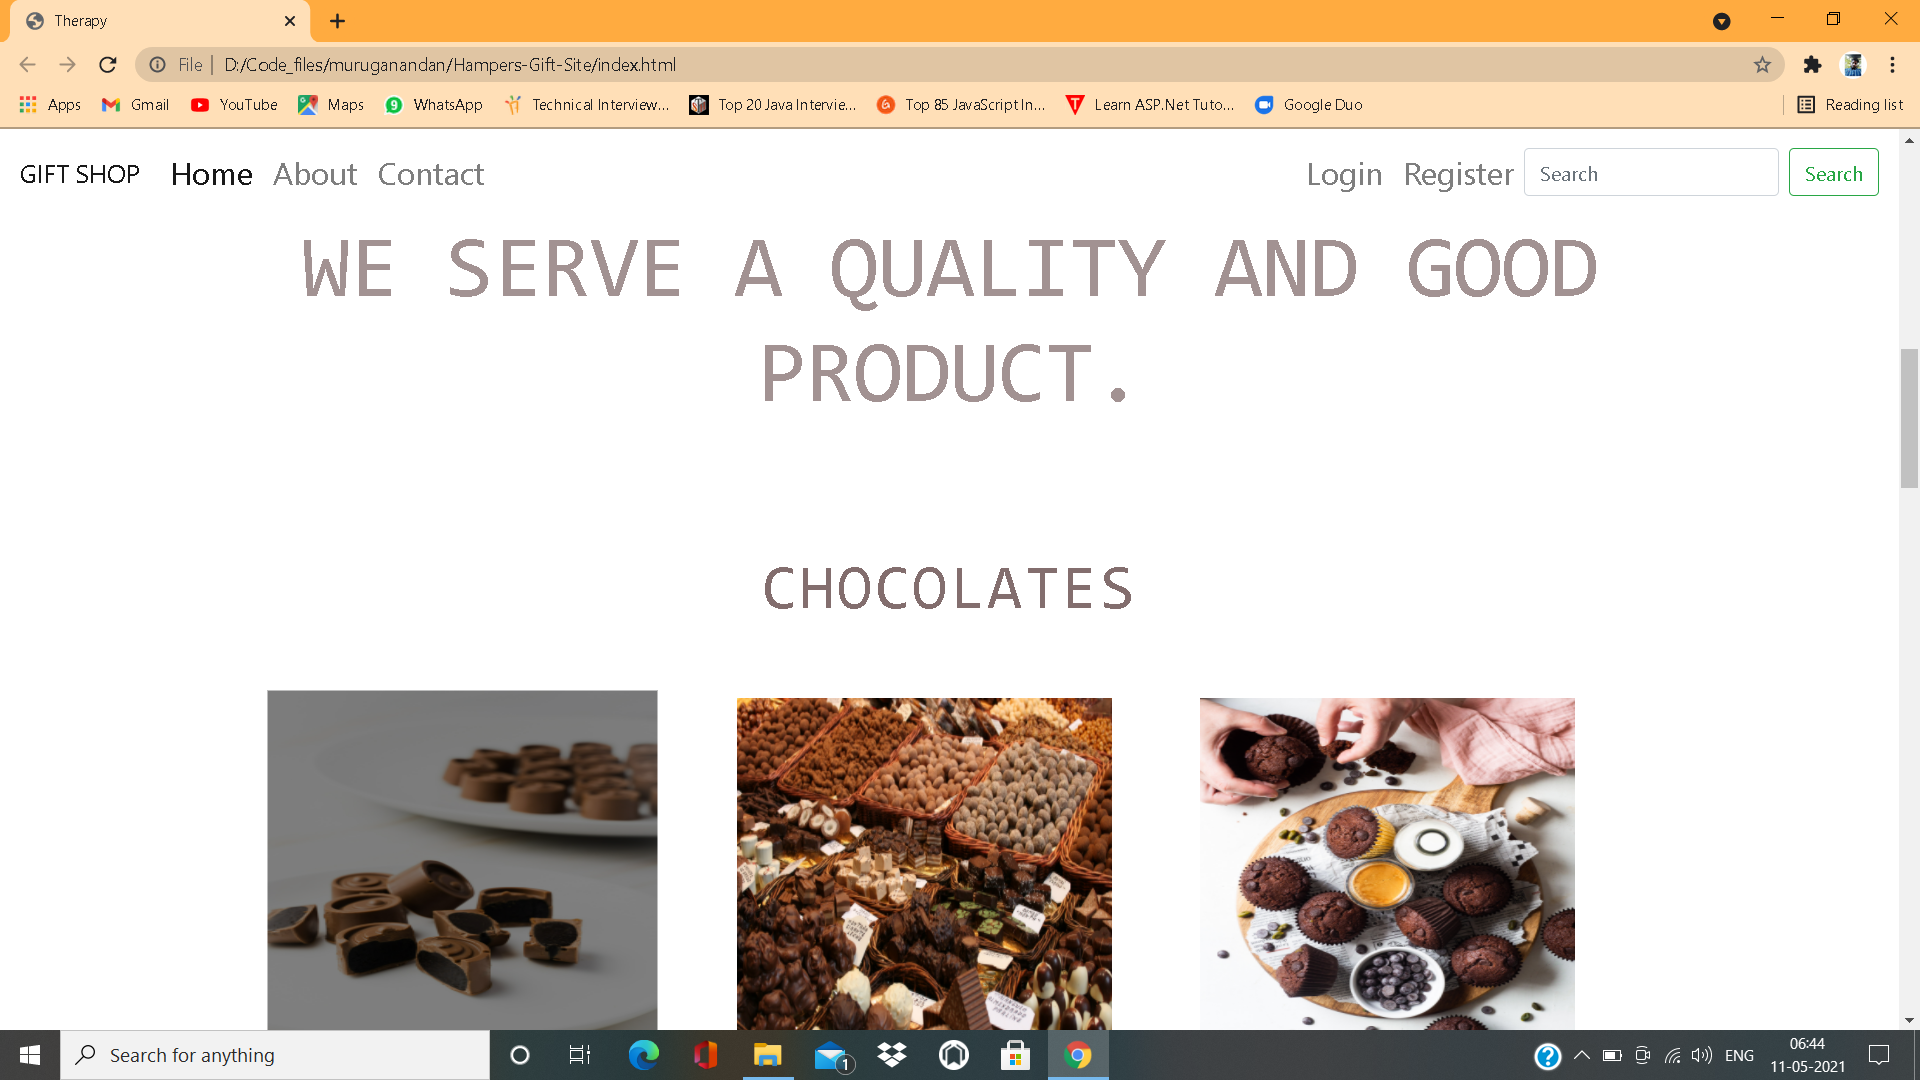 Therapy
File
D:/Code_files/muruganandan/Hampers-Gift-Site/index.html
Apps
Gmail
YouTube
Maps
WhatsApp
Technical Interview...
Top 20 Java Intervie...
Top 85 JavaScript In...
Learn ASP.Net Tuto...
Google Duo
Reading list
GIFT SHOP
Home
About
Contact
Login
Register
Search
Search
WE SERVE A QUALITY AND GOOD
PRODUCT.
CHOCOLATES
Search for anything
1
ENG
06:44
11-05-2021